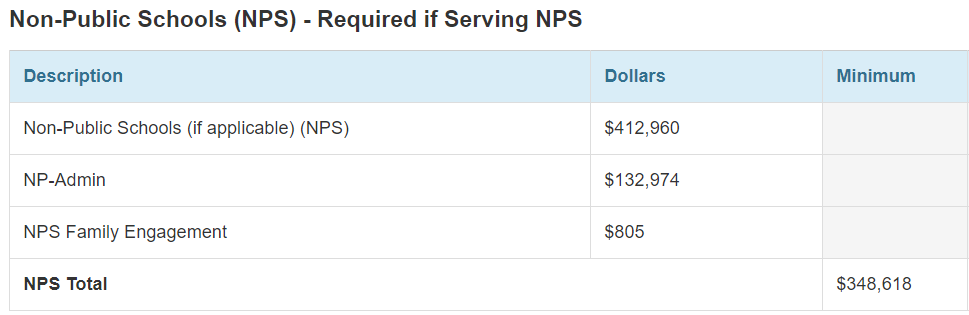 Non-Public Schools (NPS) - Required if Serving NPS
Description Dollars Minimum
Non-Public Schools (if applicable) (NPS) $412,960
NP-Admin $132,974
NPS Family Engagement $805
NPS Total $348,618